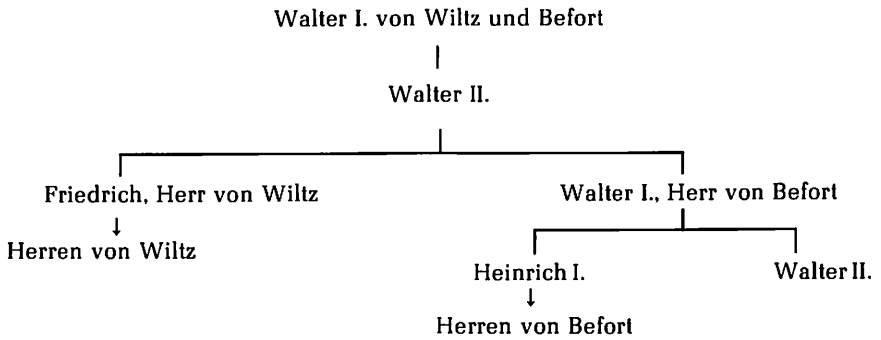 Walter I. von Wiltz und Befort
Walter II.
Friedrich, Herr von Wiltz
Walter I., Herr von Befort
Herren von Wiltz
Heinrich I.
Walter II.
Herren von Befort